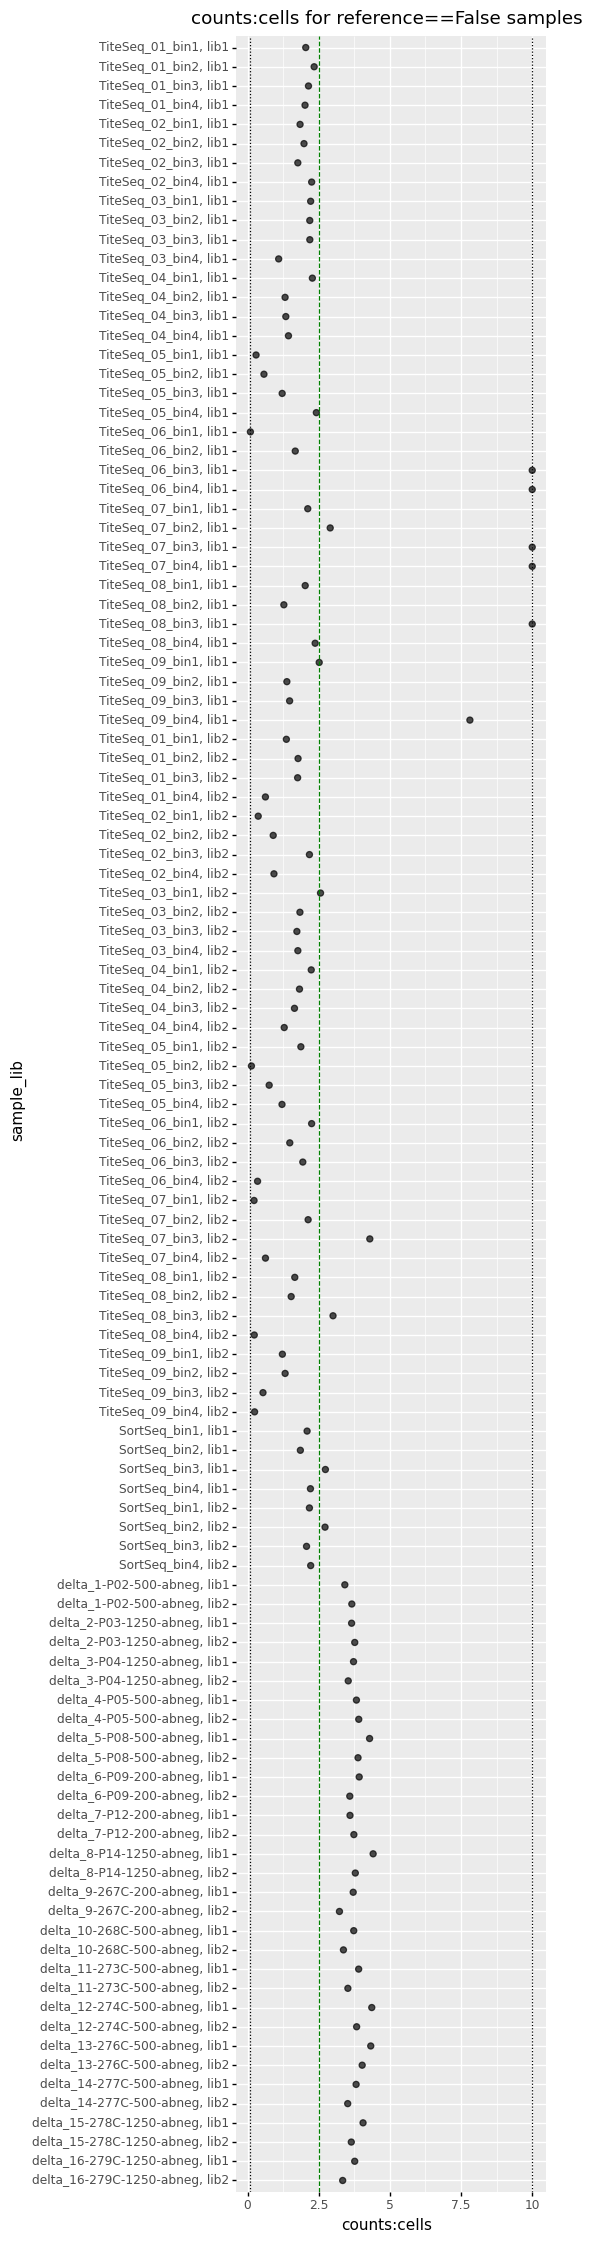 counts:cells for reference==False samples
TiteSeq_01_bin1, lib1
TiteSeq_01_bin2, lib1
TiteSeq_01_bin3, lib1
TiteSeq_01_bin4, lib1
TiteSeq_02_bin1, lib1
TiteSeq_02_bin2, lib1
TiteSeq_02_bin3, lib1
TiteSeq_02_bin4, lib1
TiteSeq_03_bin1, lib1
TiteSeq_03_bin2, lib1
TiteSeq_03_bin3, lib1
TiteSeq_03_bin4, lib1
TiteSeq_04_bin1, lib1
TiteSeq_04_bin2, lib1
TiteSeq_04_bin3, lib1
TiteSeq_04_bin4, lib1
TiteSeq_05_bin1, lib1
TiteSeq_05_bin2, lib1
TiteSeq_05_bin3, lib1
TiteSeq_05_bin4, lib1
TiteSeq_06_bin1, lib1
TiteSeq_06_bin2, lib1
TiteSeq_06_bin3, lib1
TiteSeq_06_bin4, lib1
TiteSeq_07_bin1, lib1
TiteSeq_07_bin2, lib1
TiteSeq_07_bin3, lib1
TiteSeq_07_bin4, lib1
TiteSeq_08_bin1, lib1
TiteSeq_08_bin2, lib1
TiteSeq_08_bin3, lib1
TiteSeq_08_bin4, lib1
TiteSeq_09_bin1, lib1
TiteSeq_09_bin2, lib1
TiteSeq_09_bin3, lib1
TiteSeq_09_bin4, lib1
TiteSeq_01_bin1, lib2
TiteSeq_01_bin2, lib2
TiteSeq_01_bin3, lib2
TiteSeq_01_bin4, lib2
TiteSeq_02_bin1, lib2
TiteSeq_02_bin2, lib2
TiteSeq_02_bin3, lib2
TiteSeq_02_bin4, lib2
TiteSeq_03_bin1, lib2
TiteSeq_03_bin2, lib2
TiteSeq_03_bin3, lib2
TiteSeq_03_bin4, lib2
TiteSeq_04_bin1, lib2
TiteSeq_04_bin2, lib2
TiteSeq_04_bin3, lib2
TiteSeq_04_bin4, lib2
TiteSeq_05_bin1, lib2
TiteSeq_05_bin2, lib2
TiteSeq_05_bin3, lib2
TiteSeq_05_bin4, lib2
TiteSeq_06_bin1, lib2
TiteSeq_06_bin2, lib2
TiteSeq_06_bin3, lib2
TiteSeq_06_bin4, lib2
TiteSeq_07_bin1, lib2
TiteSeq_07_bin2, lib2
TiteSeq_07_bin3, lib2
TiteSeq_07_bin4, lib2
TiteSeq_08_bin1, lib2
TiteSeq_08_bin2, lib2
TiteSeq_08_bin3, lib2
TiteSeq_08_bin4, lib2
TiteSeq_09_bin1, lib2
TiteSeq_09_bin2, lib2
TiteSeq_09_bin3, lib2
TiteSeq_09_bin4, lib2
SortSeq_bin1, lib1
SortSeq_bin2, lib1
SortSeq_bin3, lib1
SortSeq_bin4, lib1
SortSeq_bin1, lib2
SortSeq_bin2, lib2
SortSeq_bin3, lib2
SortSeq_bin4, lib2
delta_1-P02-500-abneg, lib1
delta_1-P02-500-abneg, lib2
delta_2-P03-1250-abneg, lib1
delta_2-P03-1250-abneg, lib2
delta_3-P04-1250-abneg, lib1
delta_3-P04-1250-abneg, lib2
delta_4-P05-500-abneg, lib1
delta_4-P05-500-abneg, lib2
delta_5-P08-500-abneg, lib1
delta_5-P08-500-abneg, lib2
delta_6-P09-200-abneg, lib1
delta_6-P09-200-abneg, lib2
delta_7-P12-200-abneg, lib1
delta_7-P12-200-abneg, lib2
delta_8-P14-1250-abneg, lib1
delta_8-P14-1250-abneg, lib2
delta_9-267C-200-abneg, lib1
delta_9-267C-200-abneg, lib2
delta_10-268C-500-abneg, lib1
delta_10-268C-500-abneg, lib2
delta_11-273C-500-abneg, lib1
delta_11-273C-500-abneg, lib2
delta_12-274C-500-abneg, lib1
delta_12-274C-500-abneg, lib2
delta_13-276C-500-abneg, lib1
delta_13-276C-500-abneg, lib2
delta_14-277C-500-abneg, lib1
delta_14-277C-500-abneg, lib2
delta_15-278C-1250-abneg, lib1
delta_15-278C-1250-abneg, lib2
delta_16-279C-1250-abneg, lib1
delta_16-279C-1250-abneg, lib2
sample_lib
0 2.5 5 7.5 10
counts:cells